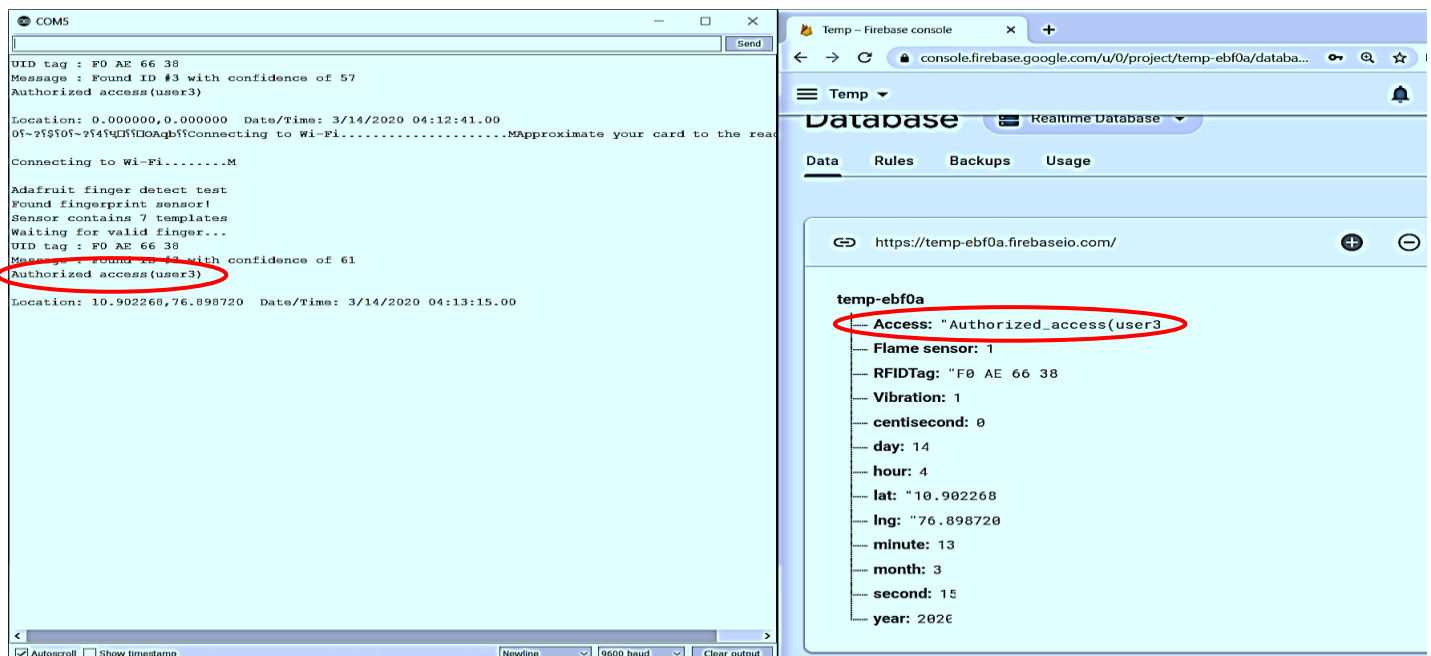 COM5
Send
UID tag : F0 AE 66 38
Message : Found ID #3 with confidence of 57
Authorized access(user3)
Location: 0.000000,0.000000 Date/Time: 3/14/2020 04:12:41.00
Connecting to Wi-Fi.....................MApproximate your card to the reac
Connecting to Wi-Fi........M
Adafruit finger detect test
Found fingerprint sensor!
Sensor contains 7 templates
Waiting for valid finger...
UID tag : F0 AE 66 38
Message : Found ID #3 with confidence of 61
Authorized access(user3)
Location: 10.902268,76.898720 Date/Time: 3/14/2020 04:13:15.00
Autoscroll Show timestamp Newline 9600 baud Clear output
Temp – Firebase console
console.firebase.google.com/u/0/project/temp-ebf0a/databa...
Temp
Database Realtime Database
Data Rules Backups Usage
https://temp-ebf0a.firebaseio.com/
temp-ebf0a
Access: "Authorized_access(user3
Flame sensor: 1
RFIDTag: "F0 AE 66 38
Vibration: 1
centisecond: 0
day: 14
hour: 4
lat: "10.902268
lng: "76.898720
minute: 13
month: 3
second: 15
year: 2020